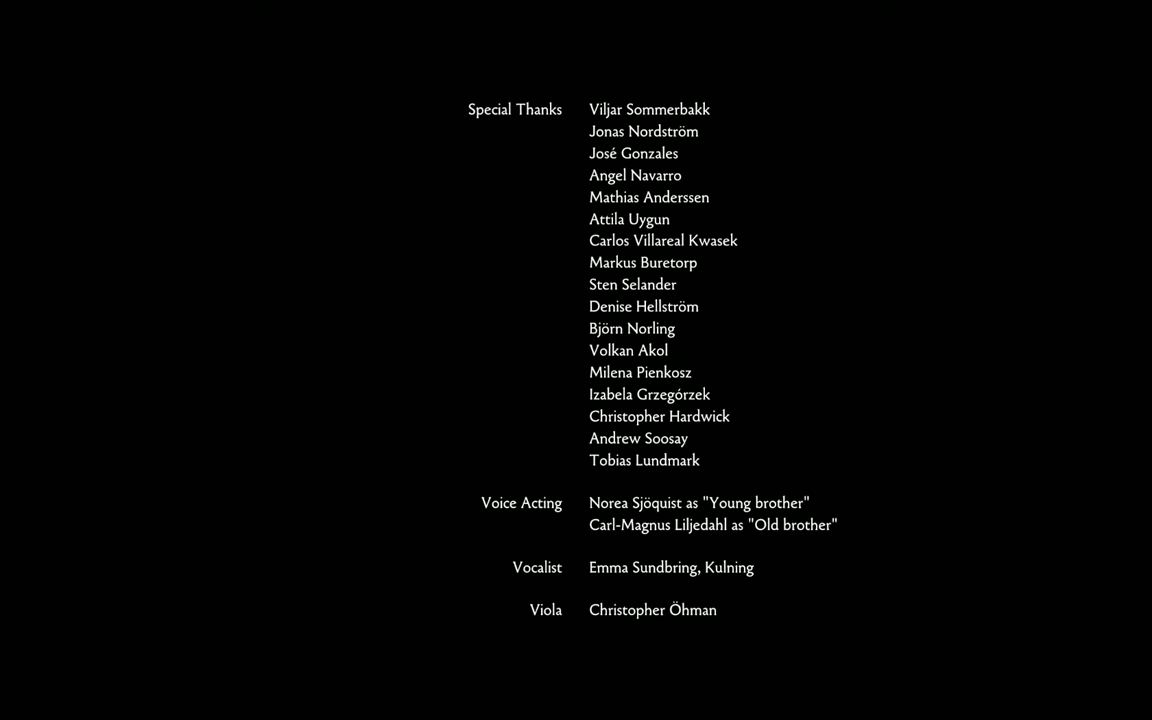 Special Thanks Viljar Sommerbakk
Jonas Nordström
José Gonzales
Angel Navarro
Mathias Anderssen
Attila Uygun
Carlos Villareal Kwasek
Markus Buretorp
Sten Selander
Denise Hellström
Björn Norling
Volkan Akol
Milena Pienkosz
Izabela Grzegórzek
Christopher Hardwick
Andrew Soosay
Tobias Lundmark
Voice Acting Norea Sjöquist as "Young brother"
Carl-Magnus Liljedahl as "Old brother"
Vocalist Emma Sundbring, Kulning
Viola Christopher Öhman